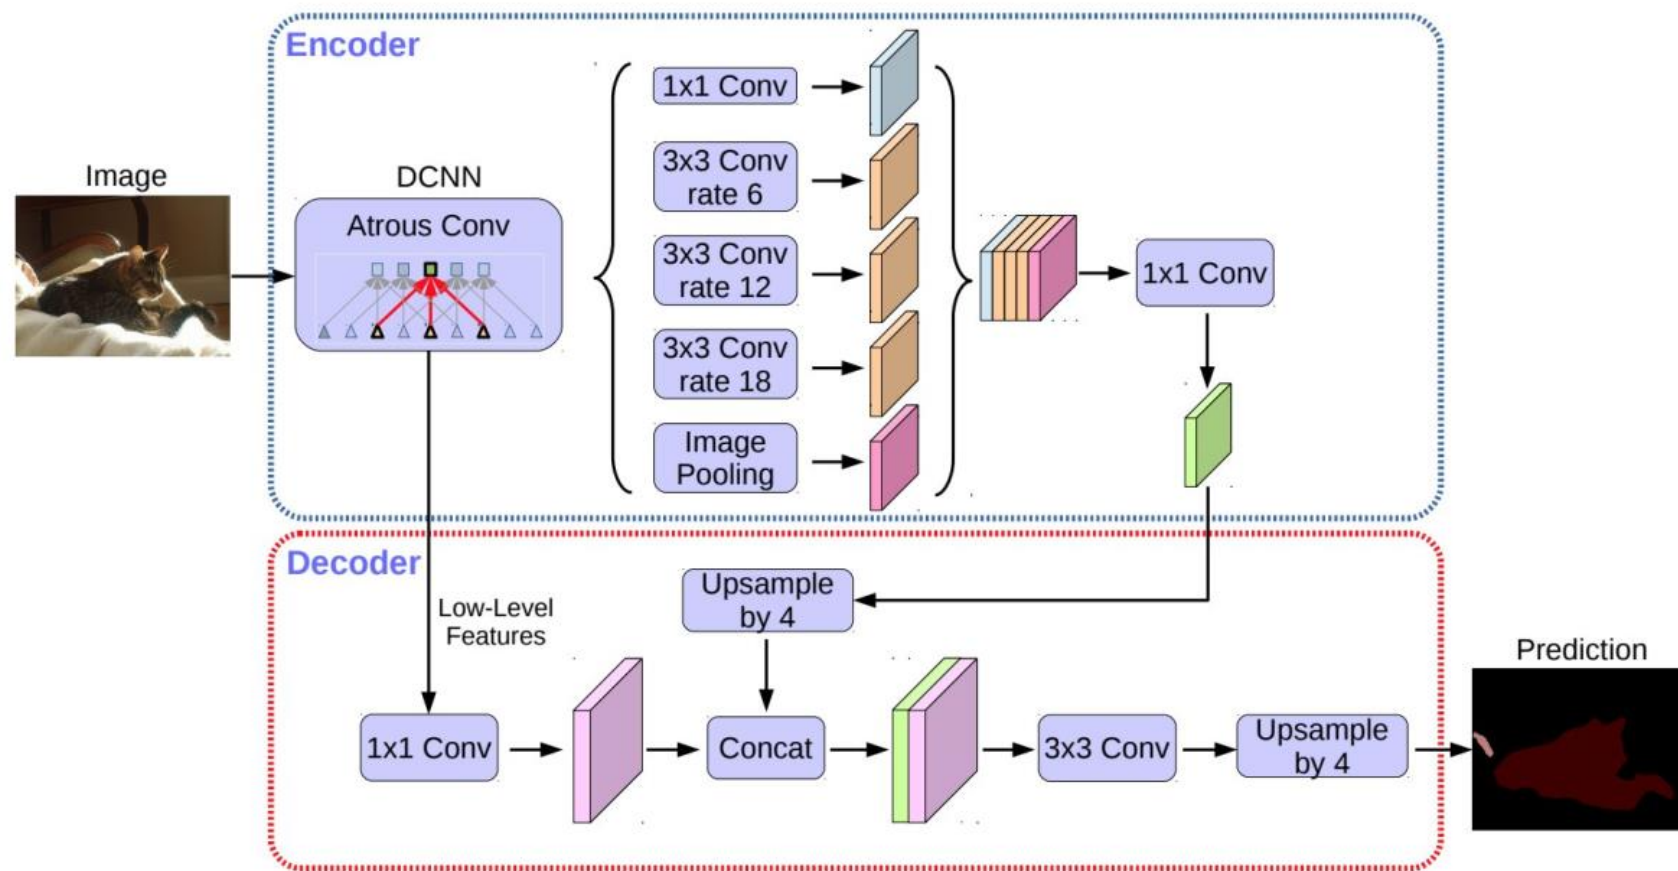 Encoder
Image
DCNN
Atrous Conv
1x1 Conv
3x3 Conv
rate 6
3x3 Conv
rate 12
3x3 Conv
rate 18
Image
Pooling
1x1 Conv
Decoder
Low-Level
Features
Upsample
by 4
1x1 Conv
Concat
3x3 Conv
Upsample
by 4
Prediction